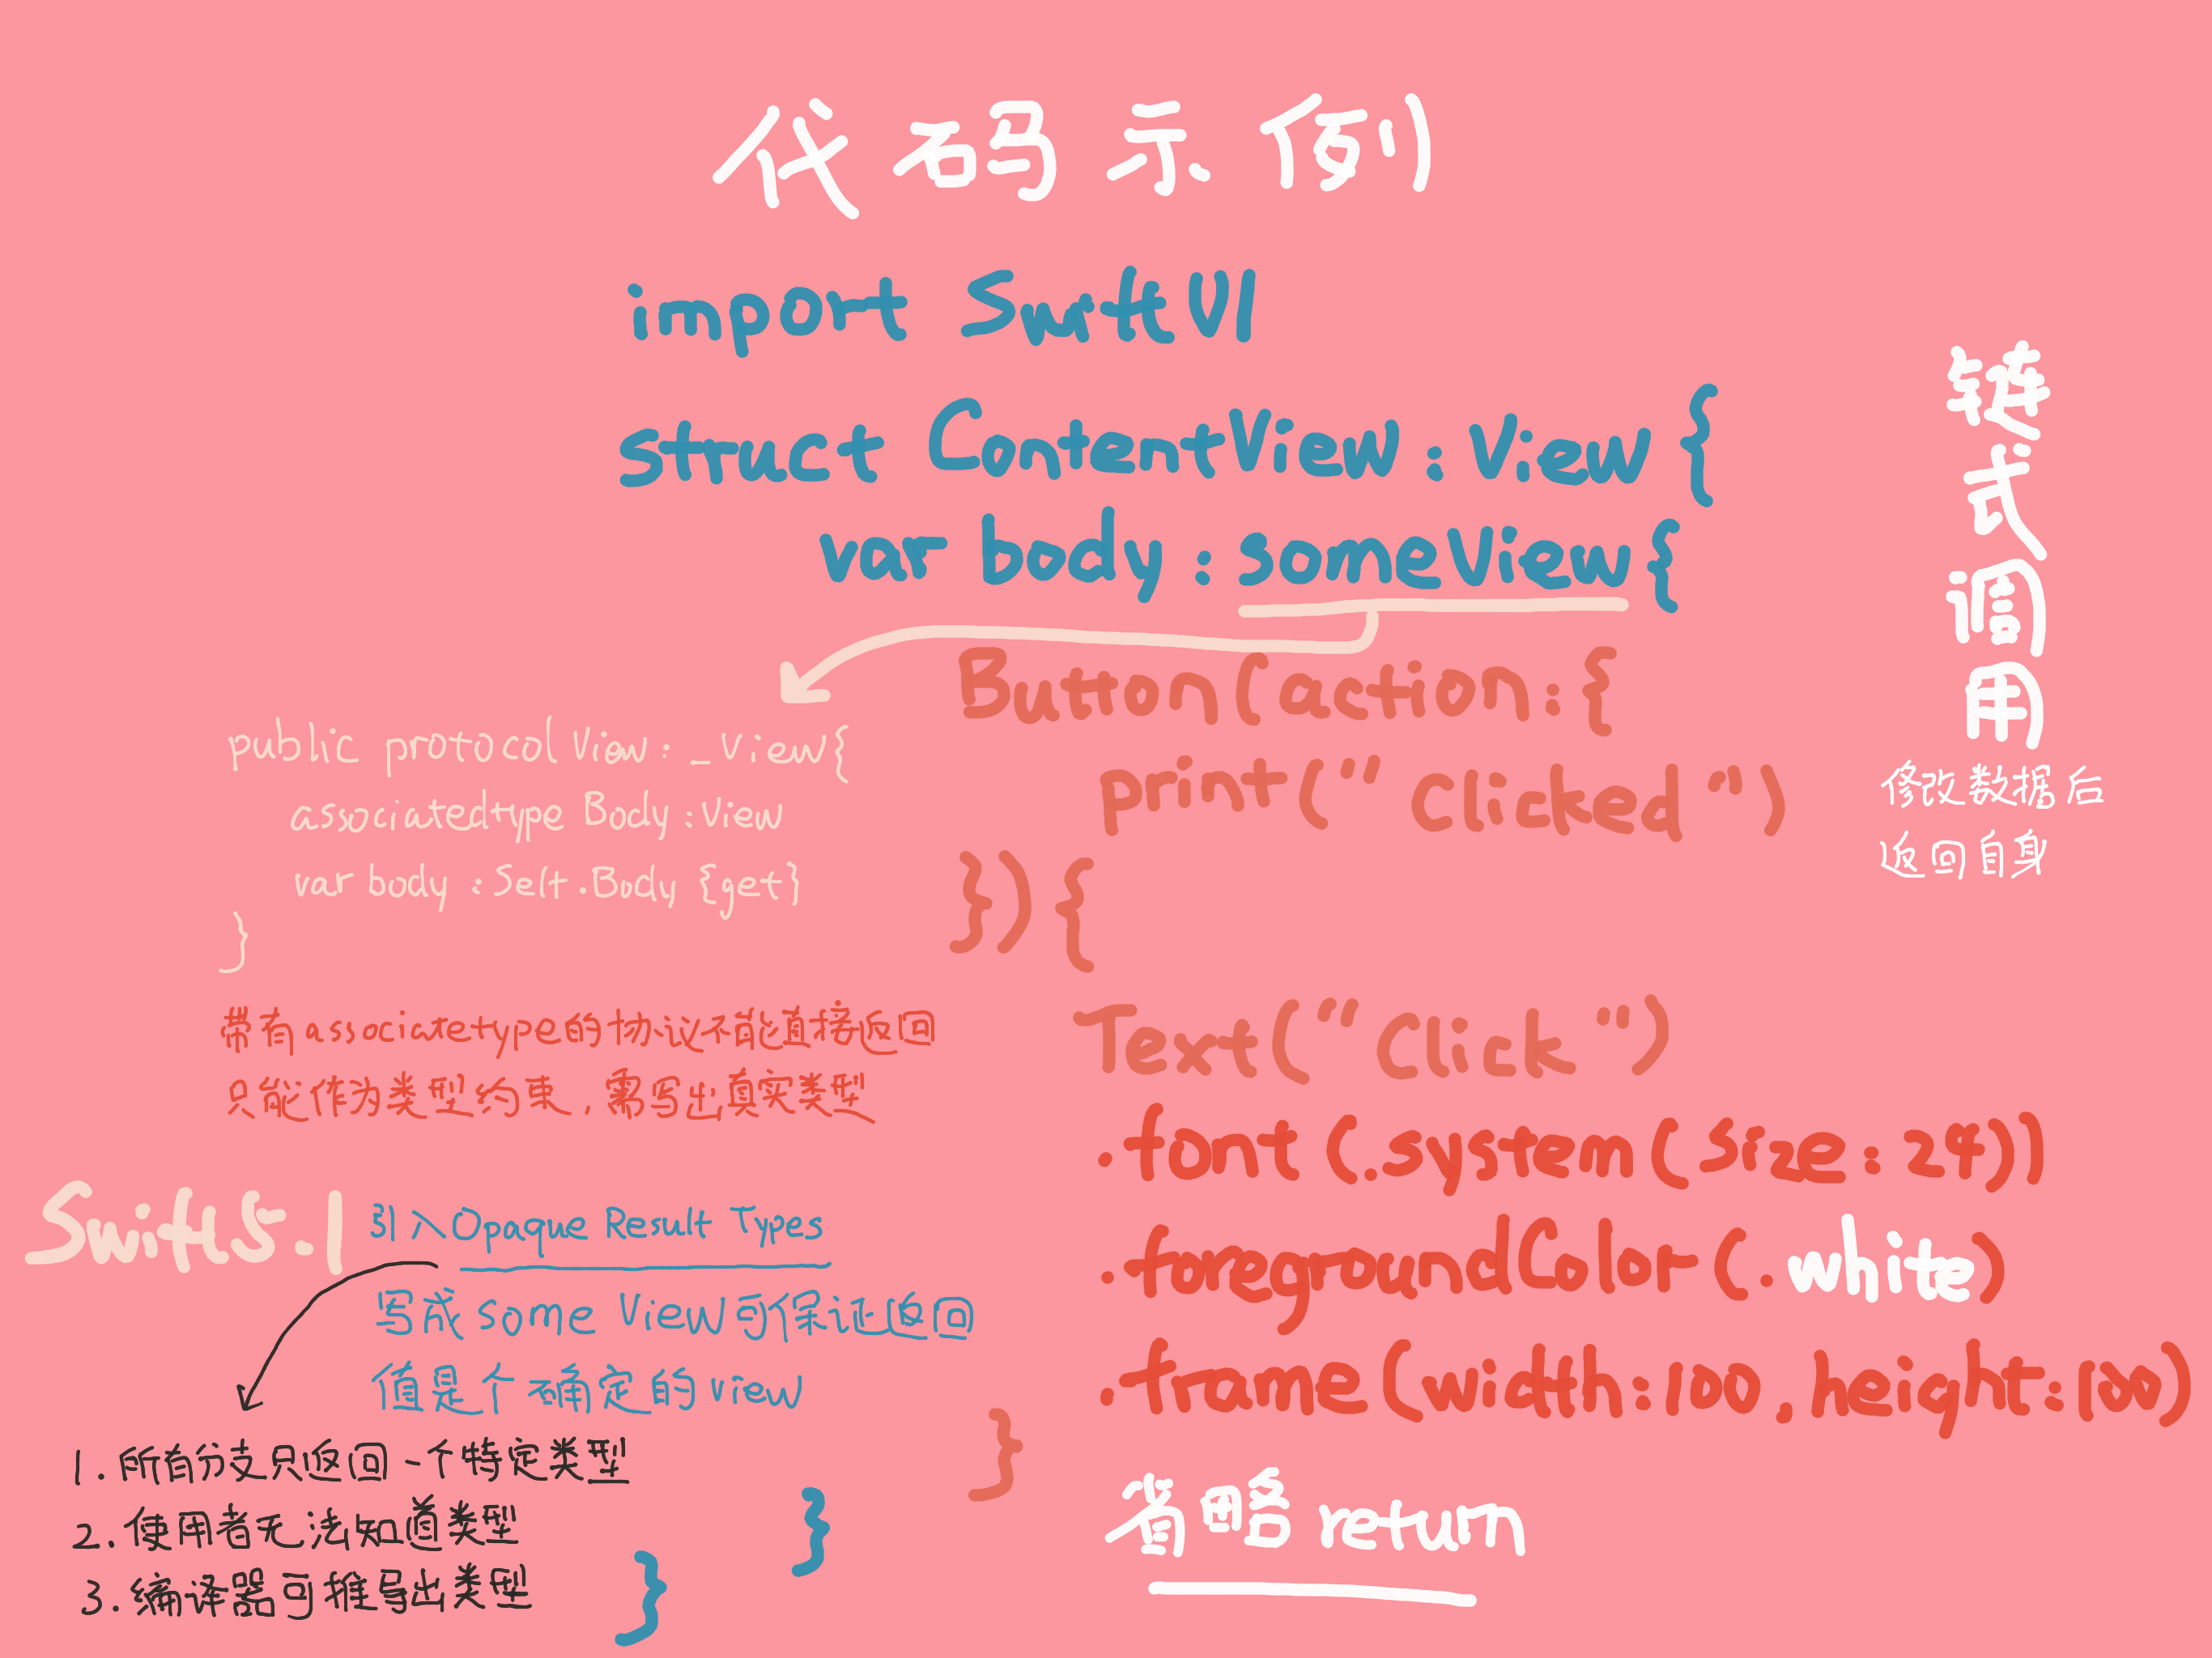 代码示例
import SwiftUI
struct ContentView : View {
var body : some View {
Button(action:{
print("Clicked")
}){
Text("Click")
.font(.system(size:24))
.foregroundColor(.white)
.frame(width:100,height:100)
}
省略return
}
}
链式调用
修改数据后
返回自身
public protocol View : _View{
associatedtype Body : View
var body : Self.Body {get}
}
带有associatetype的协议不能直接返回
只能作为类型约束,需写出真实类型
Swift5.1
引入Opaque Result Types
写成 some View 可保证返回
值是个确定的view
1.所有分支只返回一个特定类型
2.使用者无法知道类型
3.编译器可推导出类型